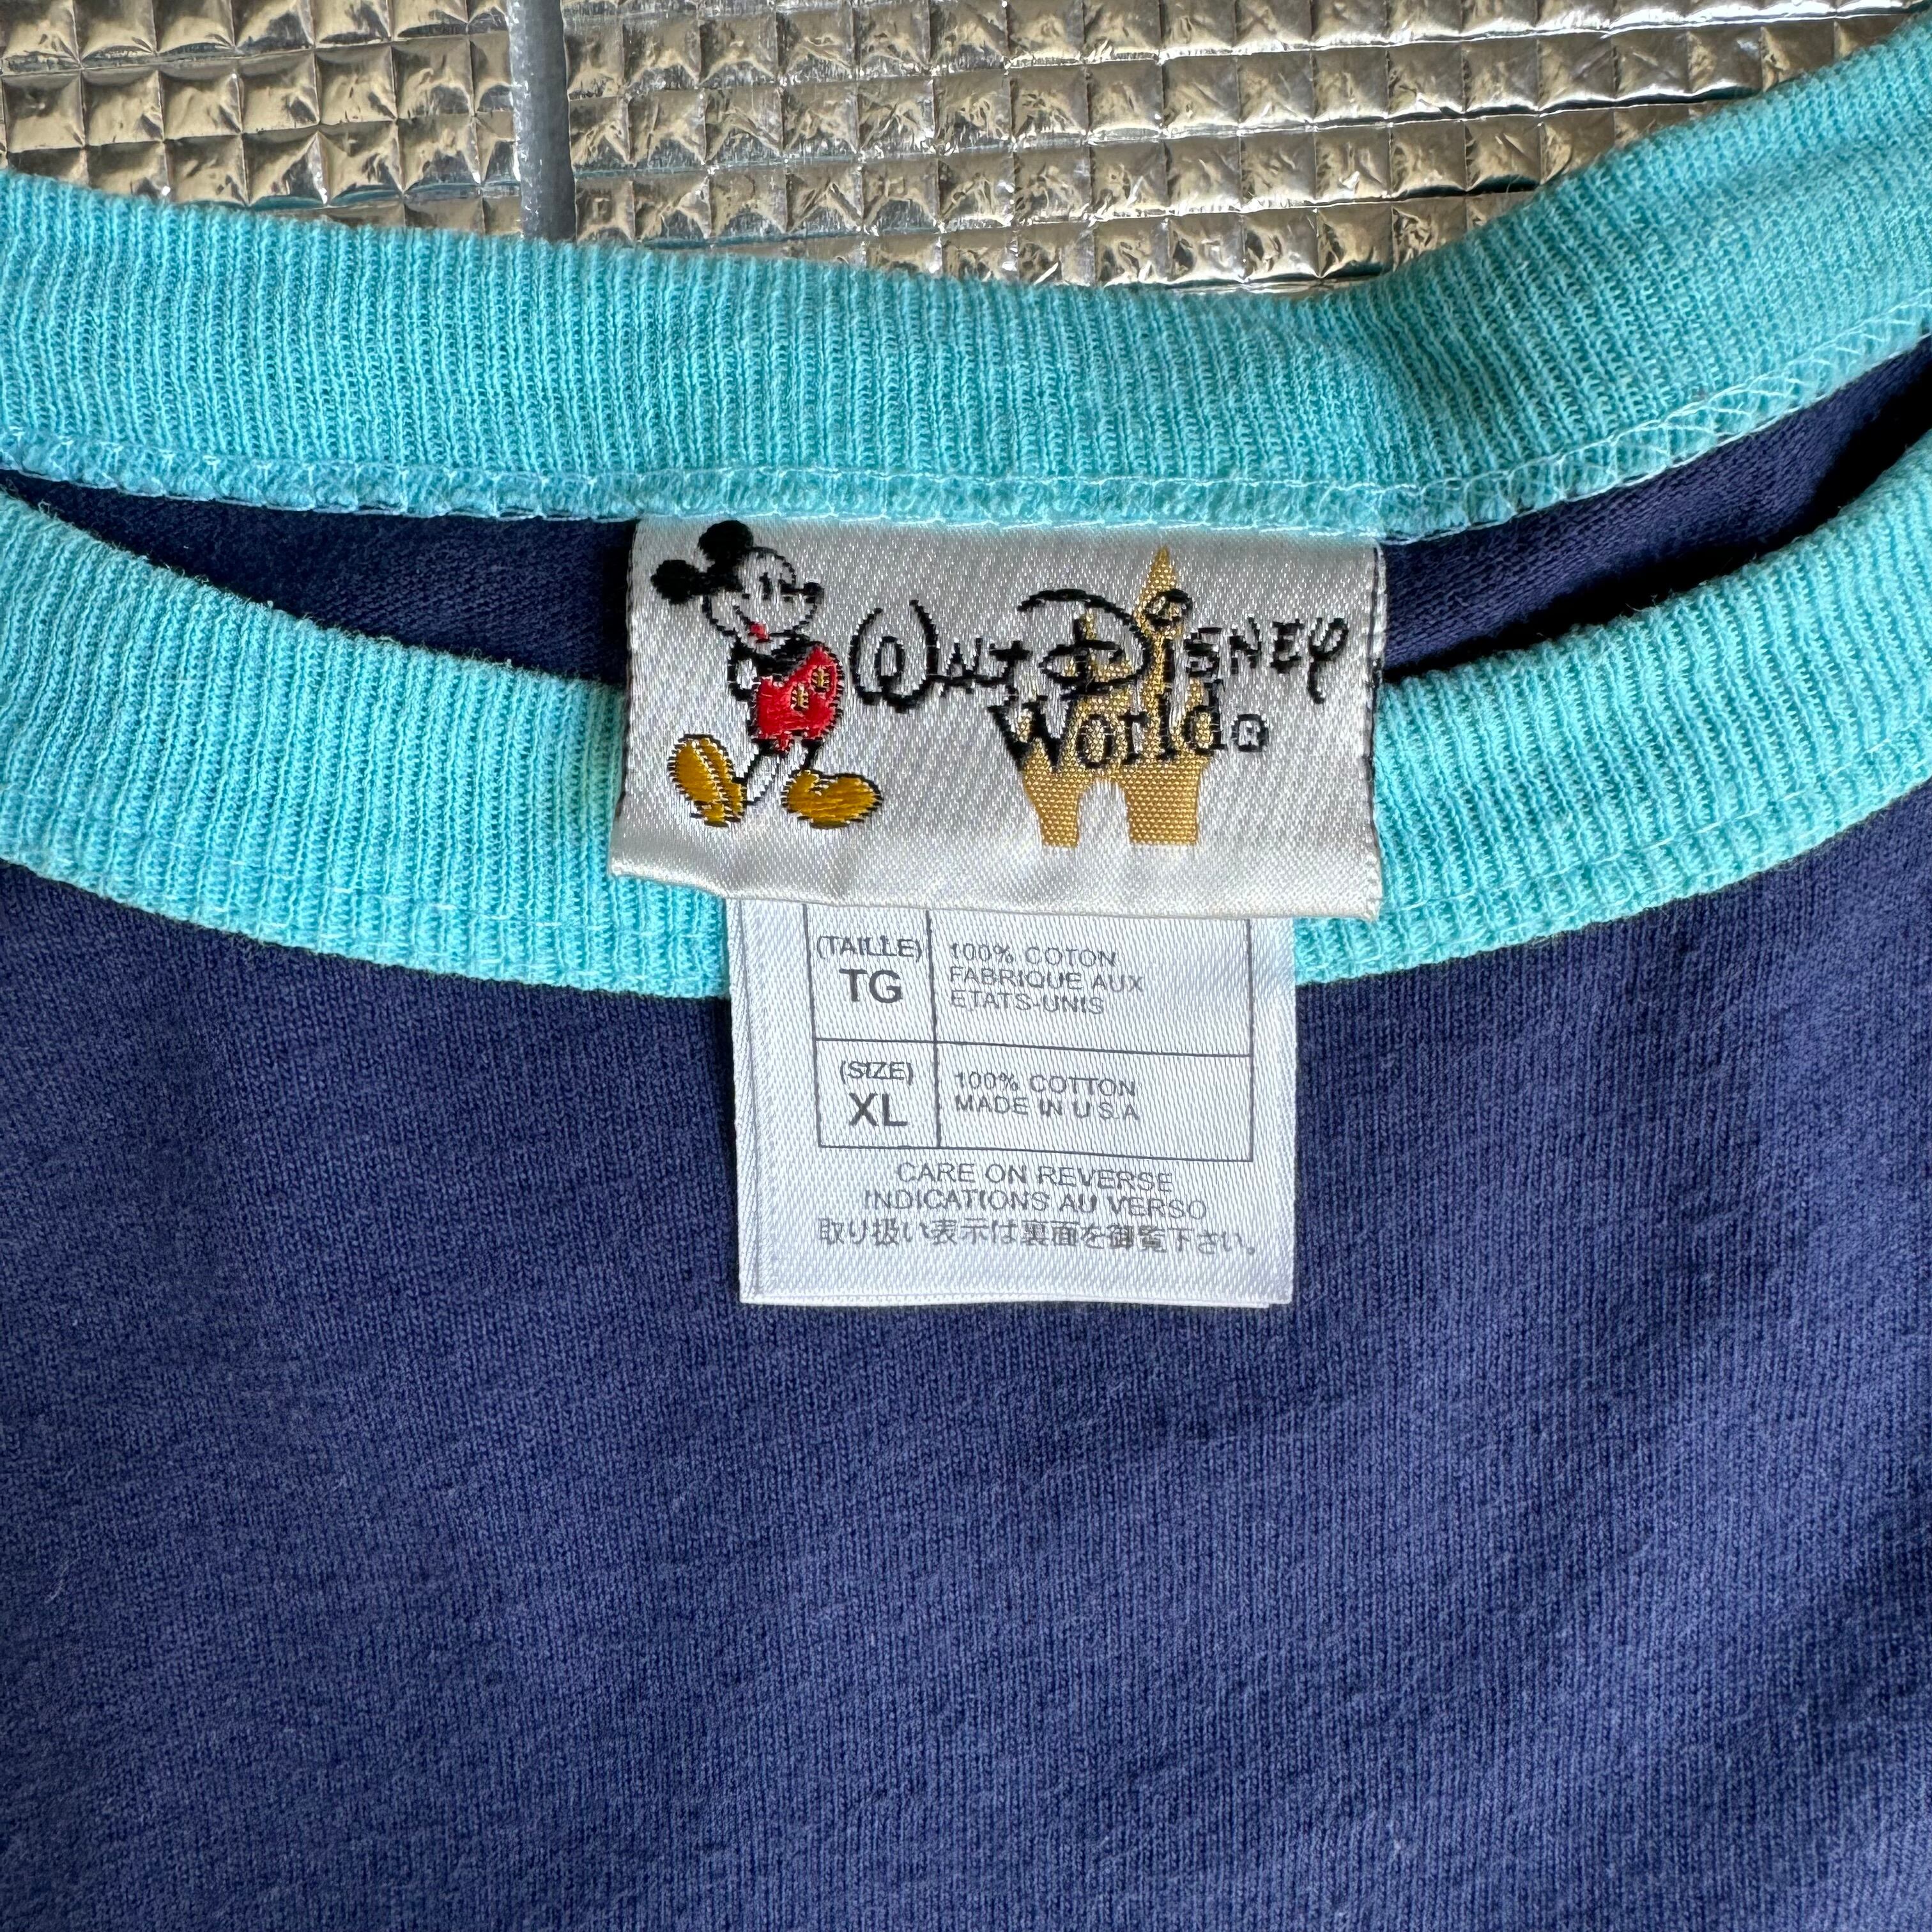 WALT DISNEY
World®
(TAILLE)
TG
100% COTON
FABRIQUE AUX
ETATS-UNIS
(SIZE)
XL
100% COTTON
MADE IN U.S.A
CARE ON REVERSE
INDICATIONS AU VERSO
取り扱い表示は裏面を御覧下さい。